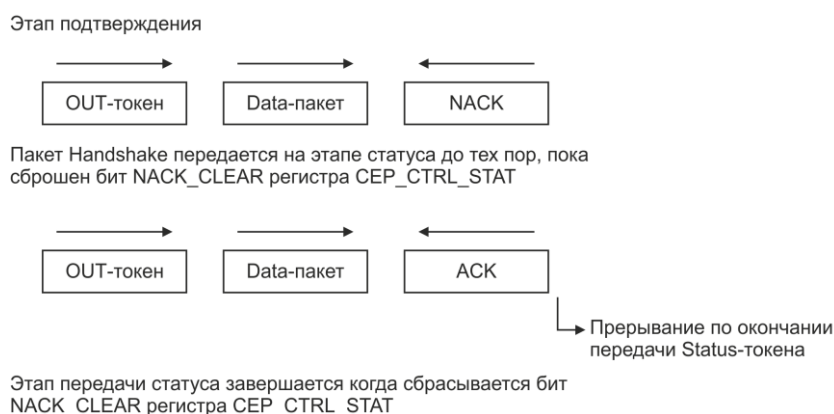 Этап подтверждения
OUT-токен
Data-пакет
NACK
Пакет Handshake передается на этапе статуса до тех пор, пока
сброшен бит NACK_CLEAR регистра CEP_CTRL_STAT
OUT-токен
Data-пакет
ACK
Прерывание по окончании
передачи Status-токена
Этап передачи статуса завершается когда сбрасывается бит
NACK_CLEAR регистра CEP_CTRL_STAT